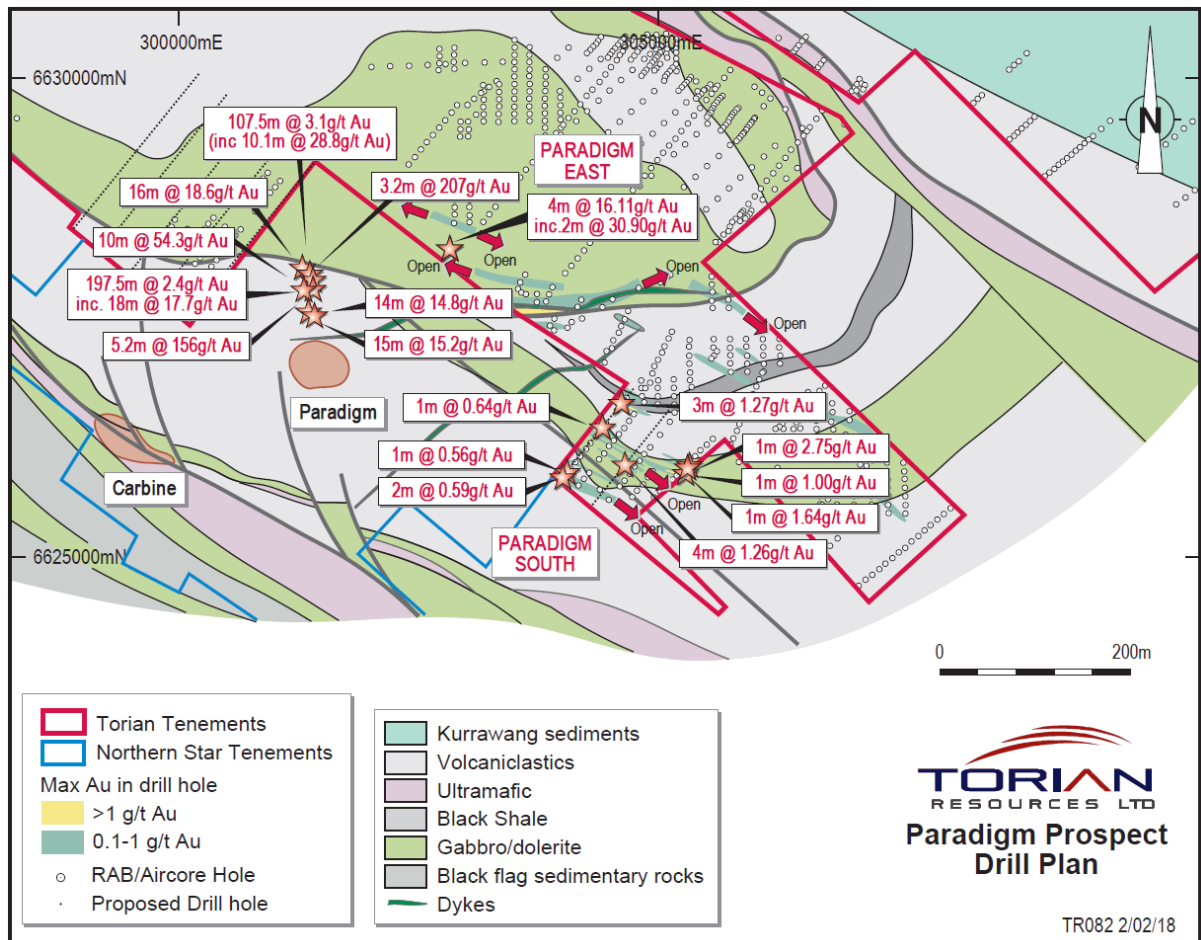 300000mE
305000mE
6630000mN
107.5m @ 3.1g/t Au
(inc 10.1m @ 28.8g/t Au)
PARADIGM
EAST
N
16m @ 18.6g/t Au
3.2m @ 207g/t Au
4m @ 16.11g/t Au
inc.2m @ 30.90g/t Au
10m @ 54.3g/t Au
Open
Open
Open
197.5m @ 2.4g/t Au
inc. 18m @ 17.7g/t Au
14m @ 14.8g/t Au
Open
5.2m @ 156g/t Au
15m @ 15.2g/t Au
Paradigm
1m @ 0.64g/t Au
3m @ 1.27g/t Au
1m @ 0.56g/t Au
1m @ 2.75g/t Au
Carbine
2m @ 0.59g/t Au
1m @ 1.00g/t Au
Open
1m @ 1.64g/t Au
Open
6625000mN
PARADIGM
SOUTH
4m @ 1.26g/t Au
0
200m
Torian Tenements
Northern Star Tenements
Max Au in drill hole
>1 g/t Au
0.1-1 g/t Au
RAB/Aircore Hole
Proposed Drill hole
Kurrawang sediments
Volcaniclastics
Ultramafic
Black Shale
Gabbro/dolerite
Black flag sedimentary rocks
Dykes
TORIAN
RESOURCES LTD
Paradigm Prospect
Drill Plan
TR082 2/02/18